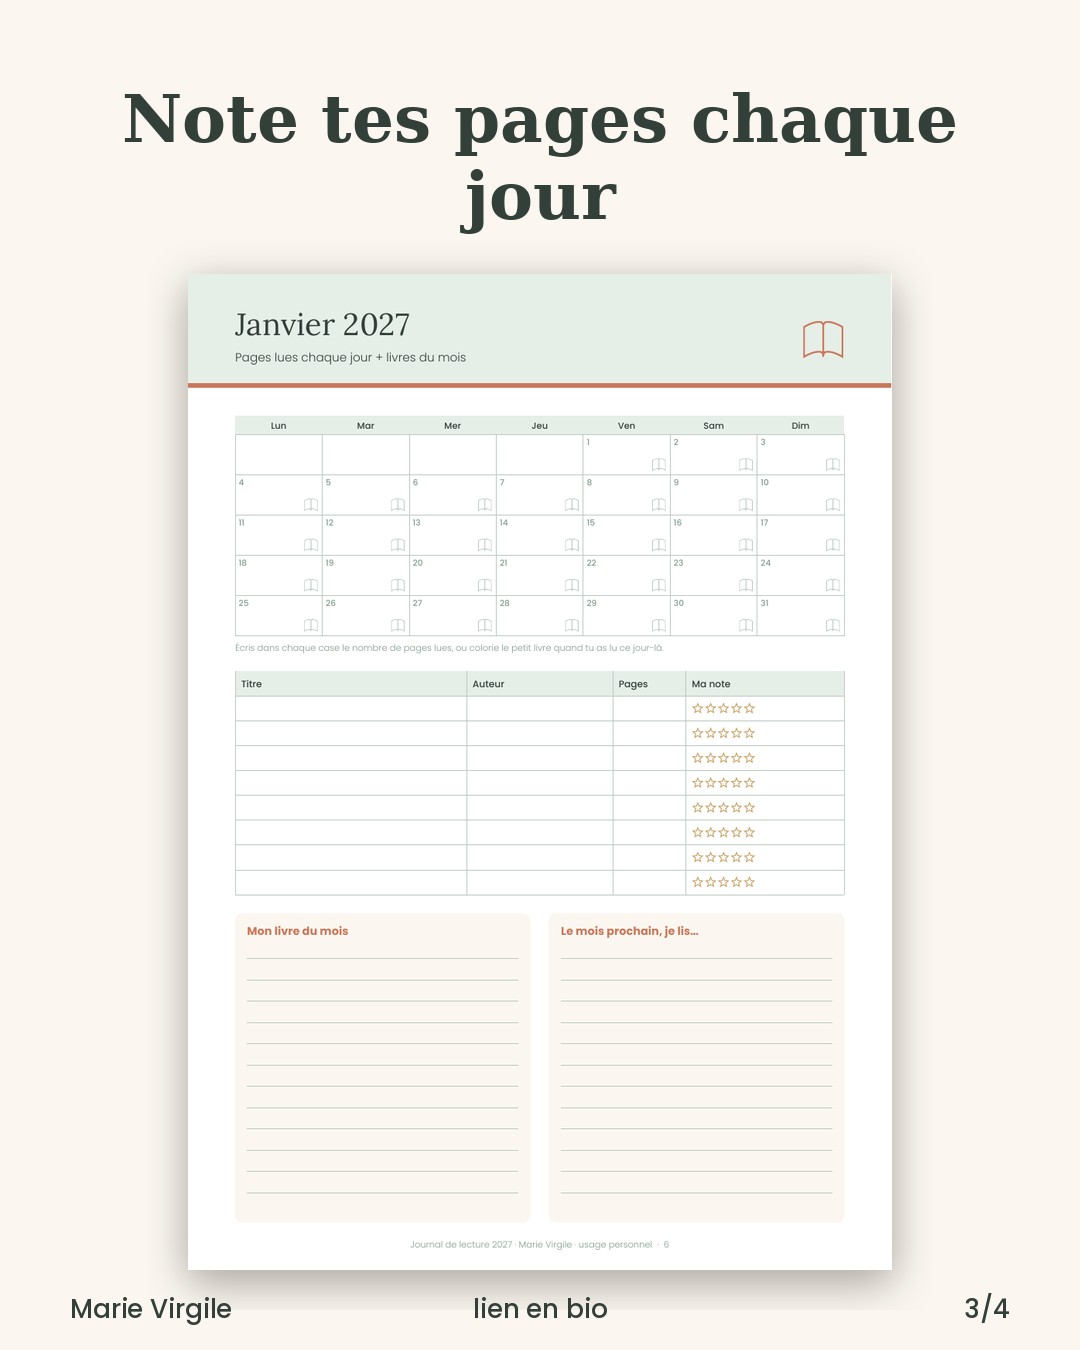 Note tes pages chaque
jour
Janvier 2027
Pages lues chaque jour + livres du mois
Lun Mar Mer Jeu Ven Sam Dim
1 2 3
4 5 6 7 8 9 10
11 12 13 14 15 16 17
18 19 20 21 22 23 24
25 26 27 28 29 30 31
Écris dans chaque case le nombre de pages lues, ou colorie le petit livre quand tu as lu ce jour-là.
Titre Auteur Pages Ma note
Mon livre du mois Le mois prochain, je lis…
Journal de lecture 2027 · Marie Virgile · usage personnel · 6
Marie Virgile lien en bio 3/4